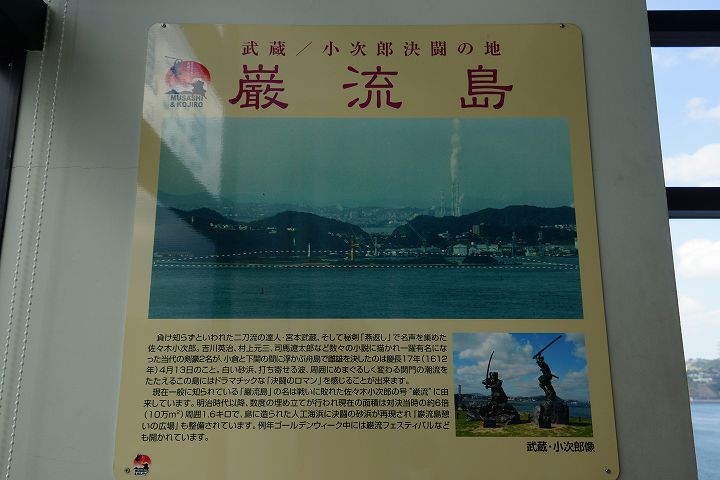 武蔵／小次郎決闘の地
MUSASHI
& KOJIRO
巌流島
負け知らずといわれた二刀流の達人・宮本武蔵、そして秘剣「燕返し」で名声を集めた
佐々木小次郎。吉川英治、村上元三、司馬遼太郎など数々の小説に描かれ一躍有名にな
った当代の剣豪2名が、小倉と下関の間に浮かぶ舟島で雌雄を決したのは慶長17年（1612
年）4月13日のこと。白い砂浜、打ち寄せる波、周囲にめまぐるしく変わる関門の潮流を
たたえるこの島にはドラマチックな「決闘のロマン」を感じることが出来ます。
現在一般に知られている「巌流島」の名は戦いに敗れた佐々木小次郎の号“巌流”に由
来しています。明治時代以降、数度の埋め立てが行われ現在の面積は対決当時の約6倍
（10万m²）周囲1.6キロで、島に造られた人工海浜に決闘の砂浜が再現され「巌流島憩
いの広場」も整備されています。例年ゴールデンウィーク中には巌流フェスティバルなど
も開かれています。
武蔵・小次郎像